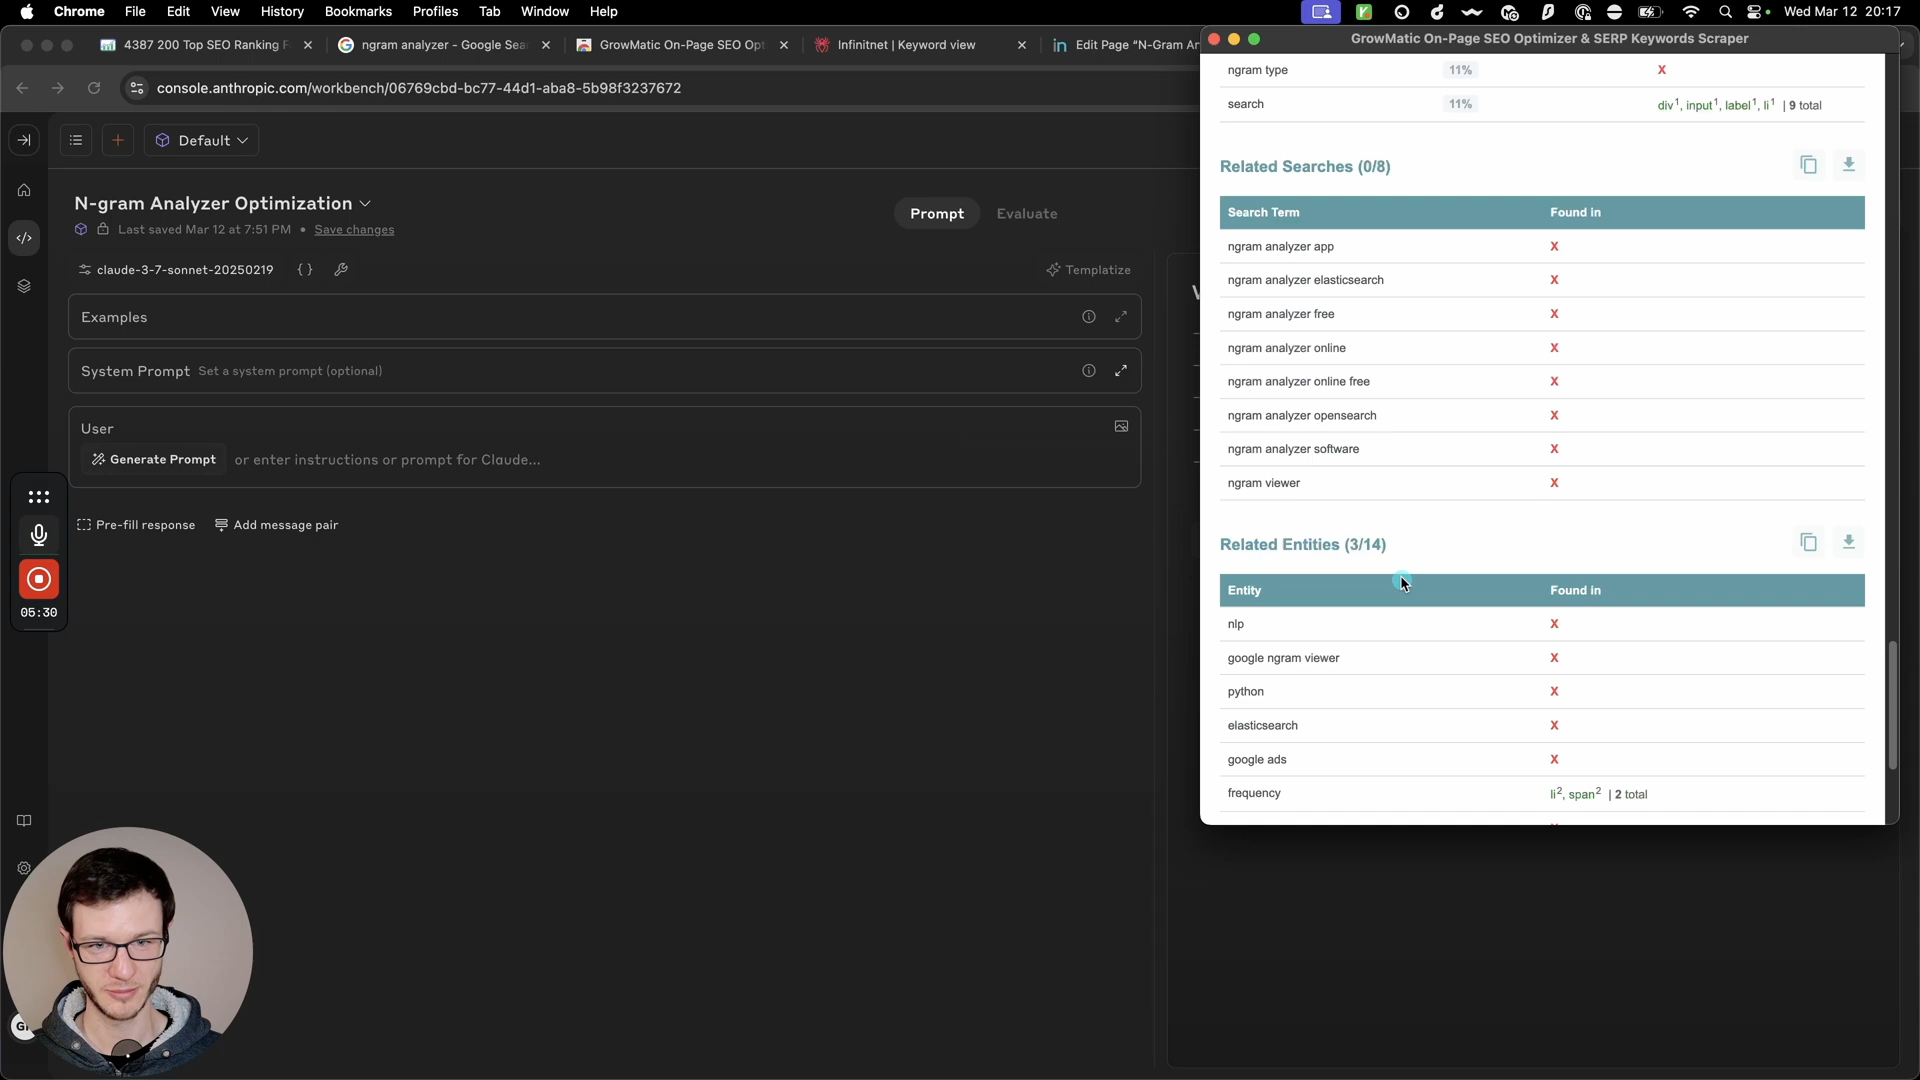 Chrome File Edit View History Bookmarks Profiles Tab Window Help Wed Mar 12 20:17
4387 200 Top SEO Ranking F
ngram analyzer - Google Sea
GrowMatic On-Page SEO Opt
Infinitnet | Keyword view
in Edit Page "N-Gram Ar
console.anthropic.com/workbench/06769cbd-bc77-44d1-aba8-5b98f3237672
Default
N-gram Analyzer Optimization
Last saved Mar 12 at 7:51 PM • Save changes
Prompt Evaluate
claude-3-7-sonnet-20250219 { }
Templatize
Examples
System Prompt Set a system prompt (optional)
User
Generate Prompt or enter instructions or prompt for Claude...
Pre-fill response Add message pair
05:30
GrowMatic On-Page SEO Optimizer & SERP Keywords Scraper
ngram type 11% X
search 11% div1, input1, label1, li1 | 9 total
Related Searches (0/8)
Search Term Found in
ngram analyzer app X
ngram analyzer elasticsearch X
ngram analyzer free X
ngram analyzer online X
ngram analyzer online free X
ngram analyzer opensearch X
ngram analyzer software X
ngram viewer X
Related Entities (3/14)
Entity Found in
nlp X
google ngram viewer X
python X
elasticsearch X
google ads X
frequency li2, span2 | 2 total